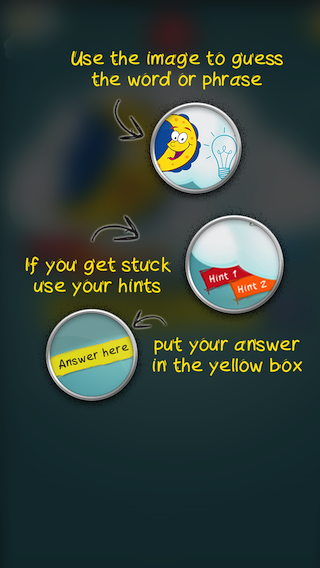 Use the image to guess
the word or phrase
If you get stuck
use your hints
Hint 1
Hint 2
Answer here
put your answer
in the yellow box